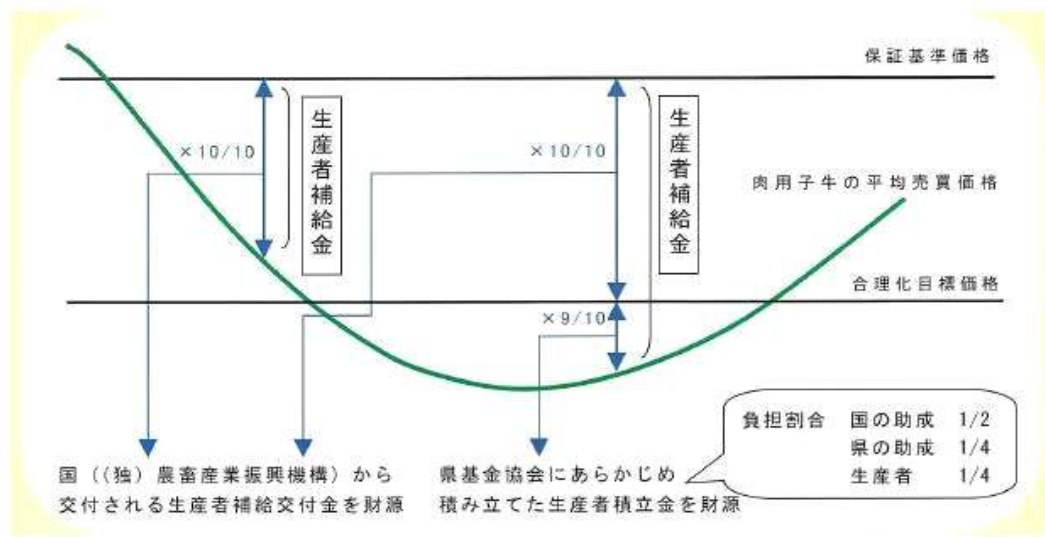 保証基準価格
生産者補給金
×10/10
生産者補給金
×10/10
肉用子牛の平均売買価格
合理化目標価格
×9/10
負担割合 国の助成 1/2
県の助成 1/4
生産者 1/4
国((独)農畜産業振興機構)から
交付される生産者補給交付金を財源
県基金協会にあらかじめ
積み立てた生産者積立金を財源